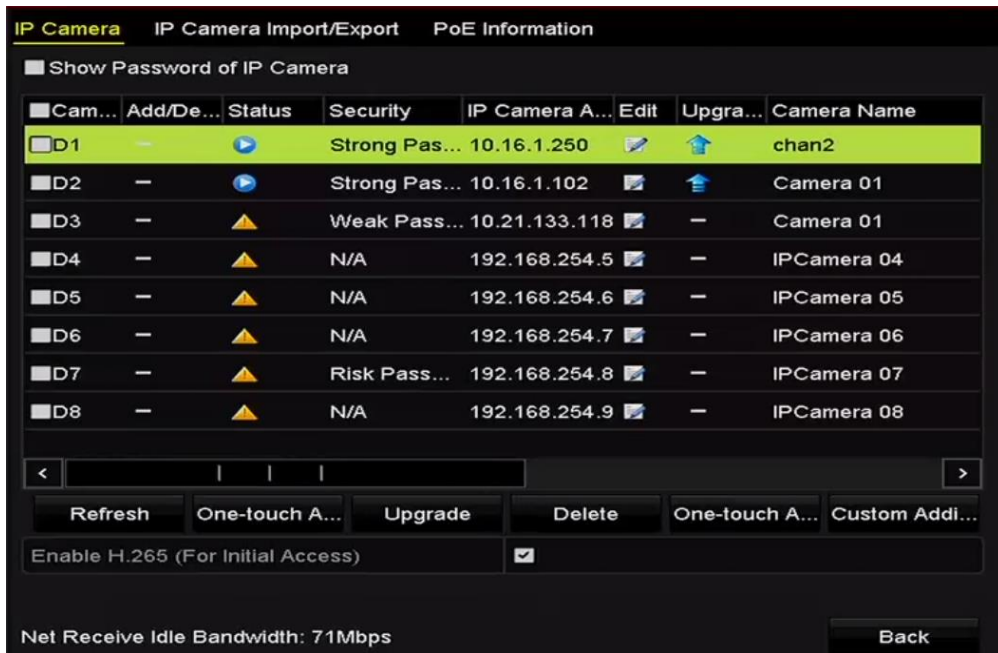 IP Camera IP Camera Import/Export PoE Information
Show Password of IP Camera
Cam... Add/De... Status Security IP Camera A... Edit Upgra... Camera Name
D1 – Strong Pas... 10.16.1.250 chan2
D2 – Strong Pas... 10.16.1.102 Camera 01
D3 – Weak Pass... 10.21.133.118 – Camera 01
D4 – N/A 192.168.254.5 – IPCamera 04
D5 – N/A 192.168.254.6 – IPCamera 05
D6 – N/A 192.168.254.7 – IPCamera 06
D7 – Risk Pass... 192.168.254.8 – IPCamera 07
D8 – N/A 192.168.254.9 – IPCamera 08
Refresh One-touch A... Upgrade Delete One-touch A... Custom Addi...
Enable H.265 (For Initial Access)
Net Receive Idle Bandwidth: 71Mbps Back